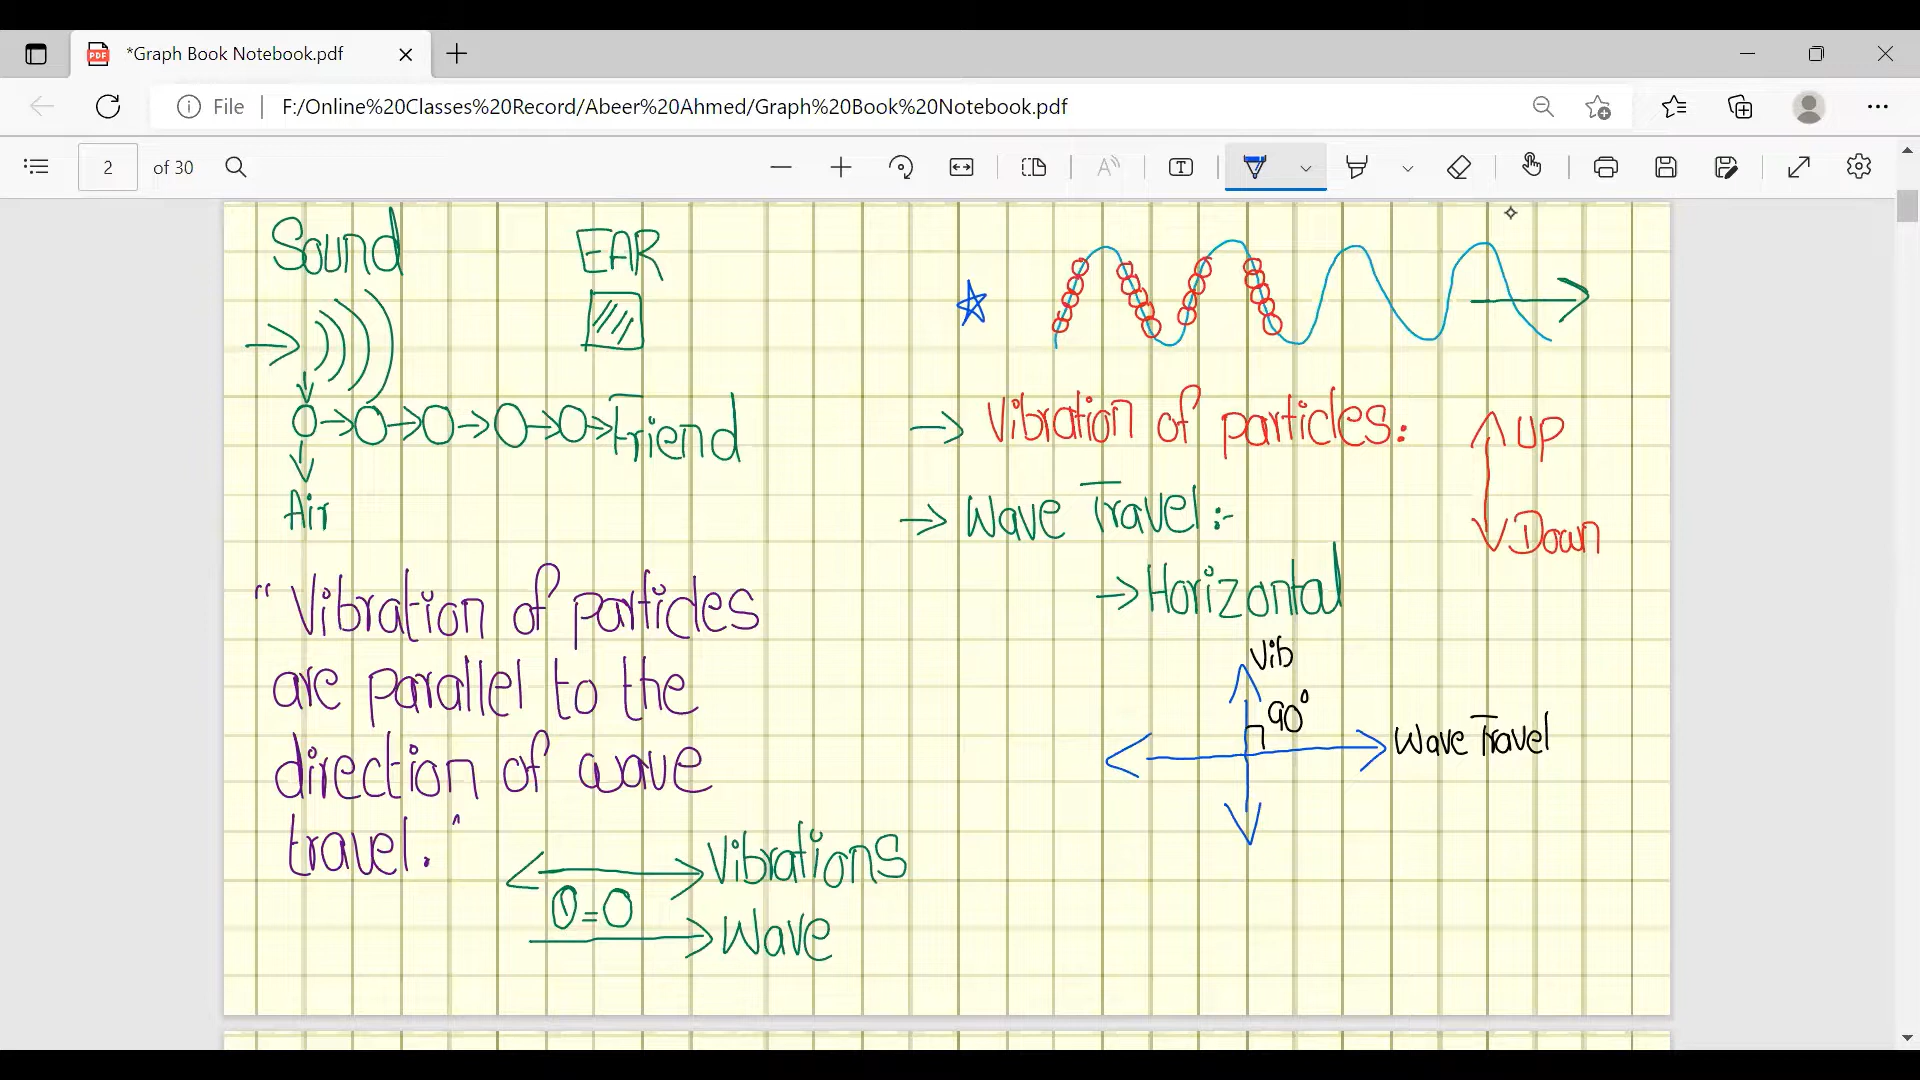 *Graph Book Notebook.pdf
File
F:/Online%20Classes%20Record/Abeer%20Ahmed/Graph%20Book%20Notebook.pdf
2 of 30
Sound
EAR
Friend
Air
" Vibration of particles
are parallel to the
direction of wave
travel. "
Vibrations
0=0
Wave
Vibration of particles:
UP
Down
Wave Travel :-
Horizontal
Vib
90°
Wave Travel